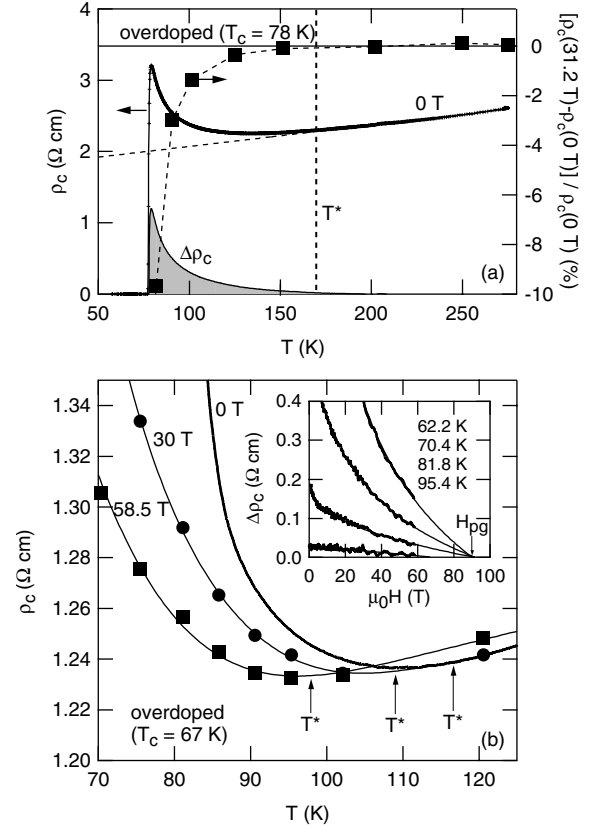 overdoped (T_c = 78 K)
4
3
2
1
0
ρ_c (Ω cm)
0 T
T*
Δρ_c
(a)
0
-2
-4
-6
-8
-10
[ρ_c(31.2 T)-ρ_c(0 T)] / ρ_c(0 T) (%)
50 100 150 200 250
T (K)
(b)
1.34
1.32
1.30
1.28
1.26
1.24
1.22
1.20
ρ_c (Ω cm)
0 T
30 T
58.5 T
T* T* T*
overdoped
(T_c = 67 K)
70 80 90 100 110 120
T (K)
0.4
0.3
0.2
0.1
0.0
Δρ_c (Ω cm)
62.2 K
70.4 K
81.8 K
95.4 K
H_pg
0 20 40 60 80 100
μ_0H (T)